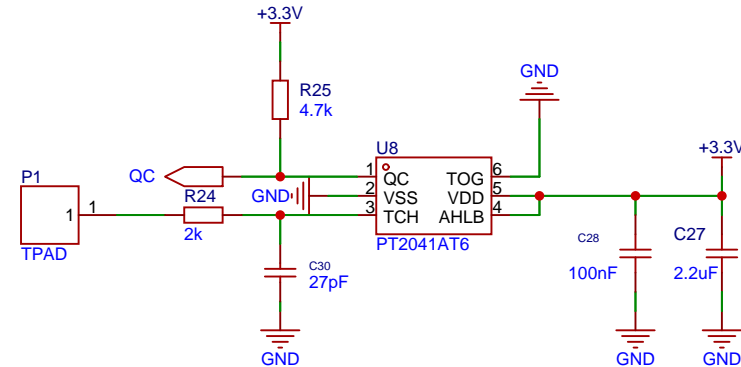 +3.3V
R25
4.7k
GND
U8
+3.3V
QC
1
QC
TOG
6
P1
R24
GND
2
VSS
VDD
5
1
1
3
TCH
AHLB
4
TPAD
2k
PT2041AT6
C28
C27
C30
27pF
100nF
2.2uF
GND
GND
GND